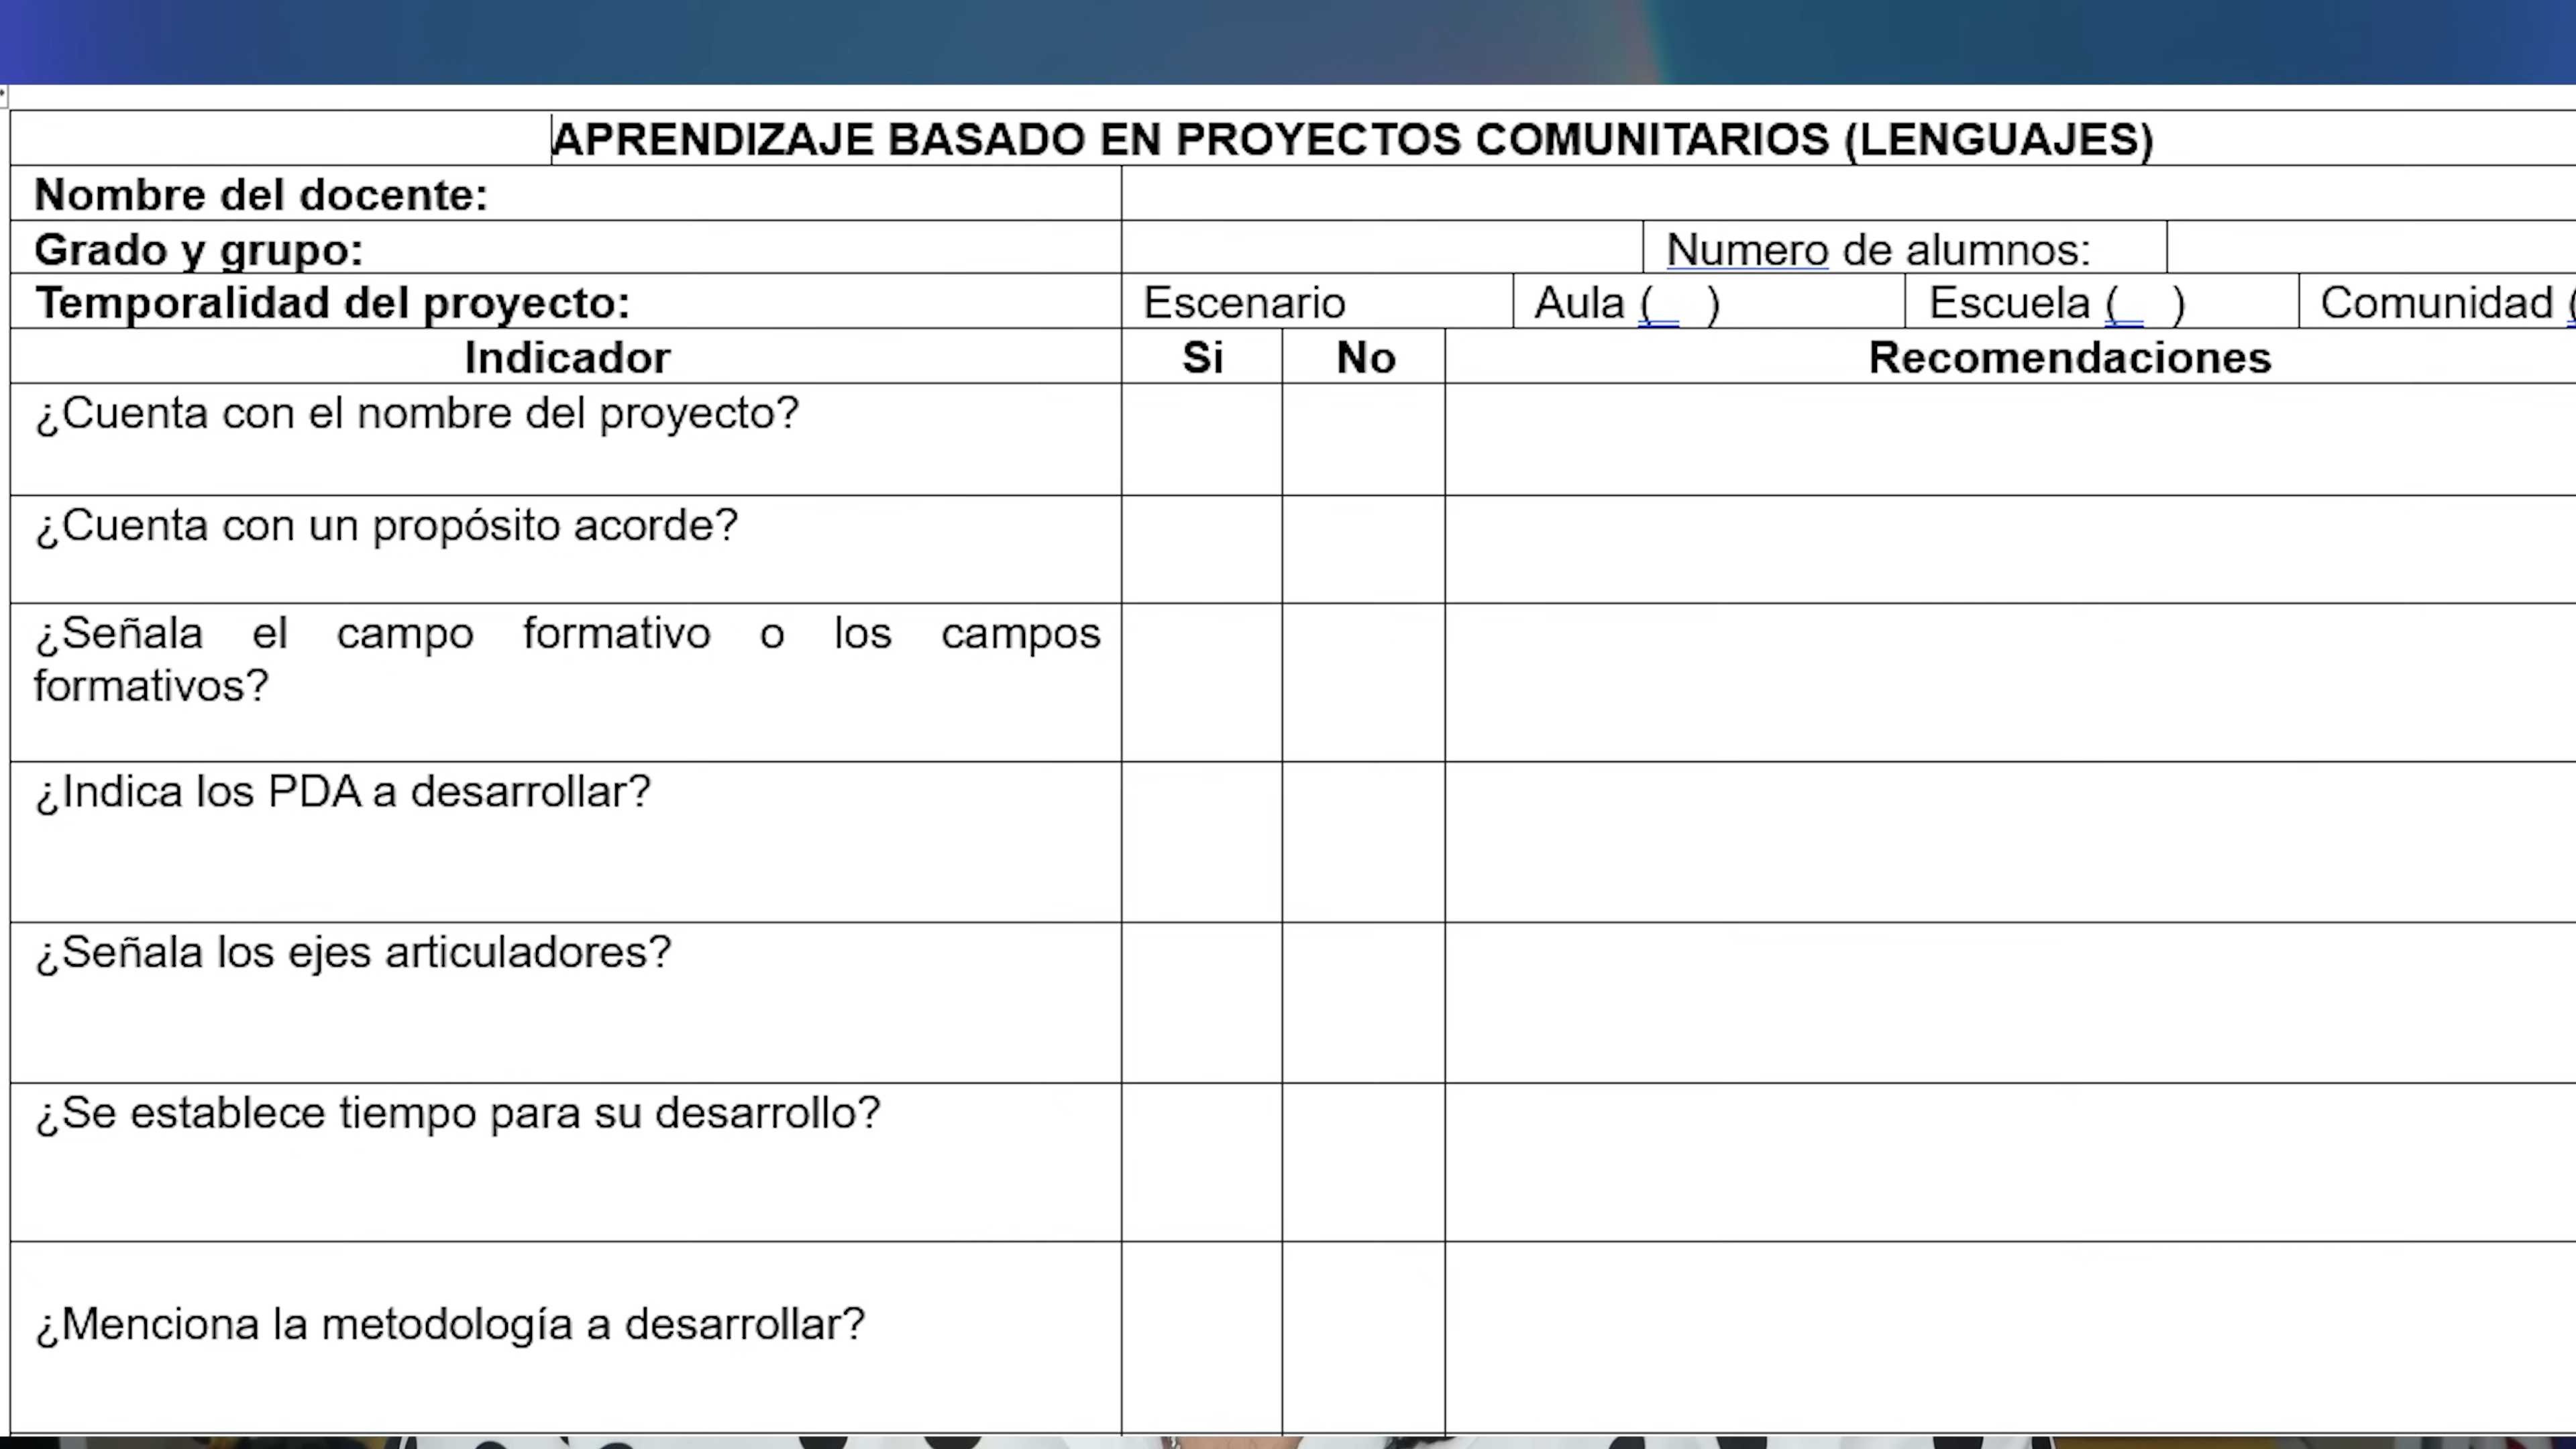 APRENDIZAJE BASADO EN PROYECTOS COMUNITARIOS (LENGUAJES)
Nombre del docente:
Grado y grupo: Numero de alumnos:
Temporalidad del proyecto: Escenario Aula (__ ) Escuela (__ ) Comunidad (
Indicador Si No Recomendaciones
¿Cuenta con el nombre del proyecto?
¿Cuenta con un propósito acorde?
¿Señala el campo formativo o los campos
formativos?
¿Indica los PDA a desarrollar?
¿Señala los ejes articuladores?
¿Se establece tiempo para su desarrollo?
¿Menciona la metodología a desarrollar?